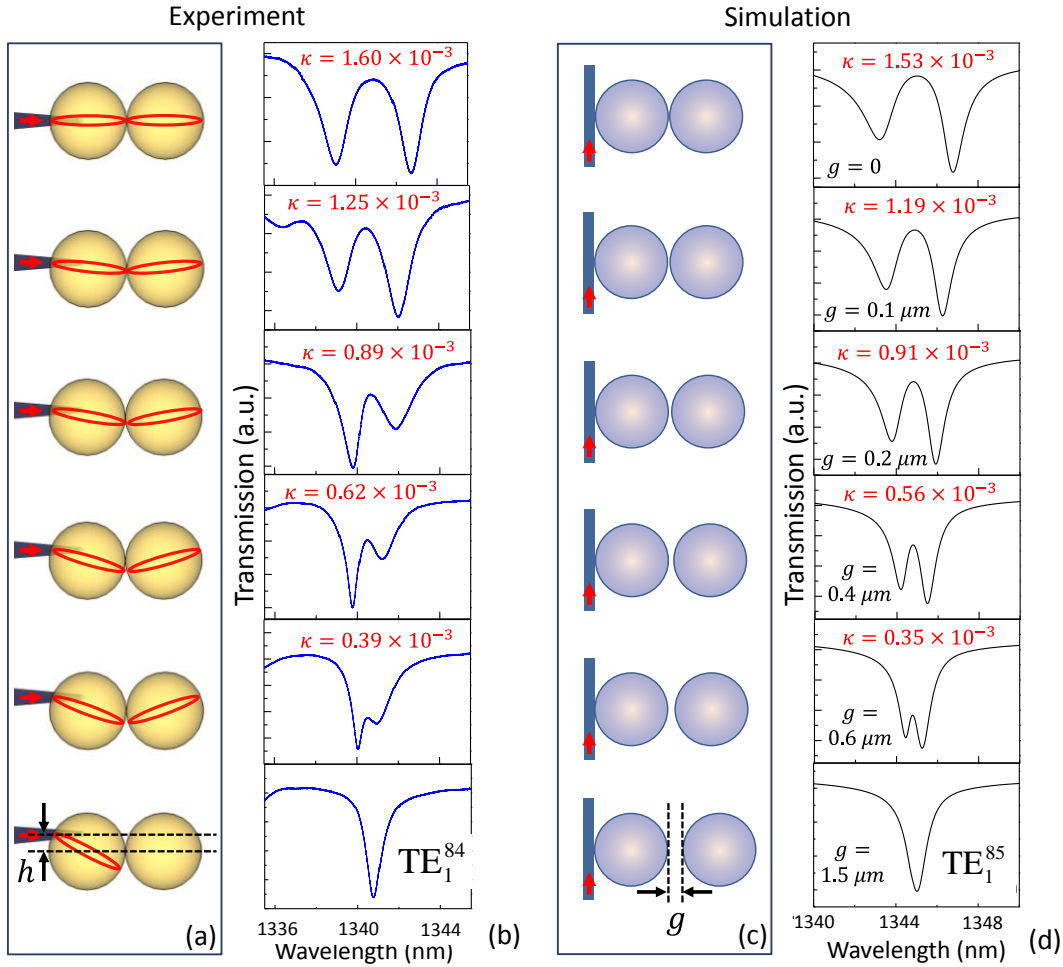 Experiment
Simulation
κ = 1.60 × 10⁻³
κ = 1.25 × 10⁻³
κ = 0.89 × 10⁻³
κ = 0.62 × 10⁻³
κ = 0.39 × 10⁻³
TE₁⁸⁴
h
(a)
Transmission (a.u.)
1336
1340
1344
Wavelength (nm)
(b)
g
(c)
κ = 1.53 × 10⁻³
g = 0
κ = 1.19 × 10⁻³
g = 0.1 μm
κ = 0.91 × 10⁻³
g = 0.2 μm
κ = 0.56 × 10⁻³
g =
0.4 μm
κ = 0.35 × 10⁻³
g =
0.6 μm
g =
1.5 μm
TE₁⁸⁵
Transmission (a.u.)
1340
1344
1348
Wavelength (nm)
(d)